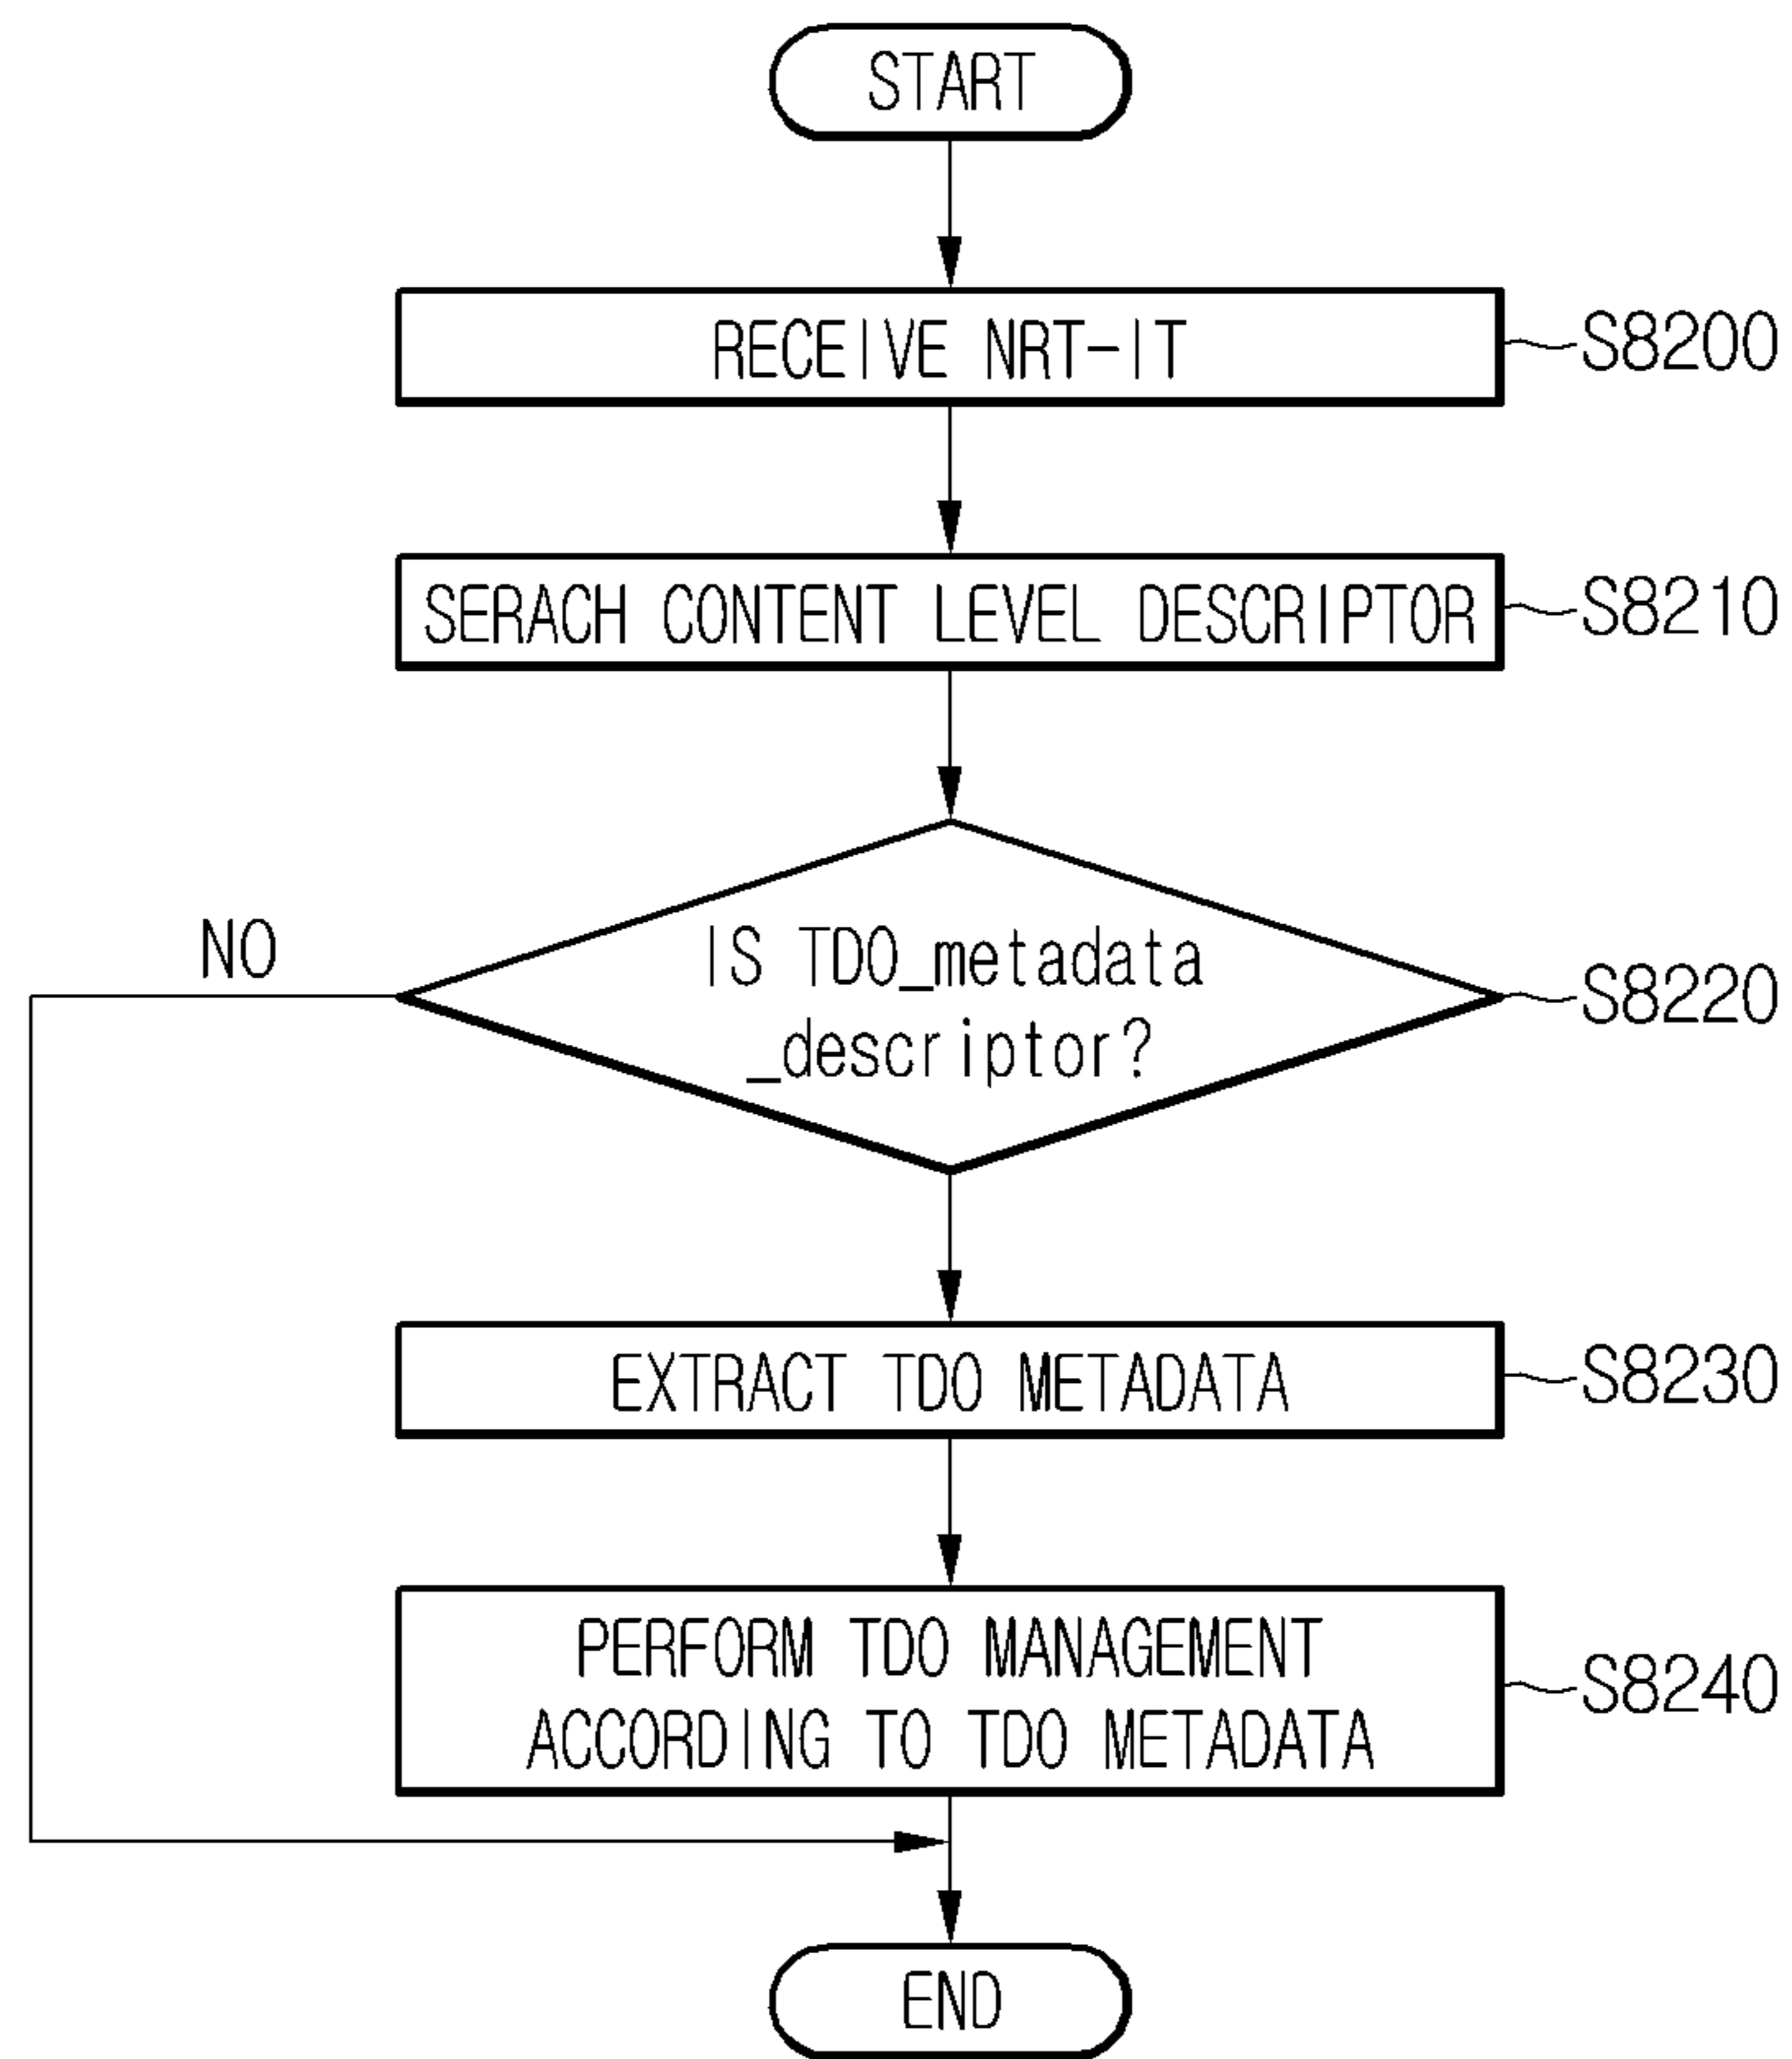 START
RECEIVE NRT-IT
S8200
SERACH CONTENT LEVEL DESCRIPTOR
S8210
NO
IS TDO_metadata
_descriptor?
S8220
EXTRACT TDO METADATA
S8230
PERFORM TDO MANAGEMENT
ACCORDING TO TDO METADATA
S8240
END